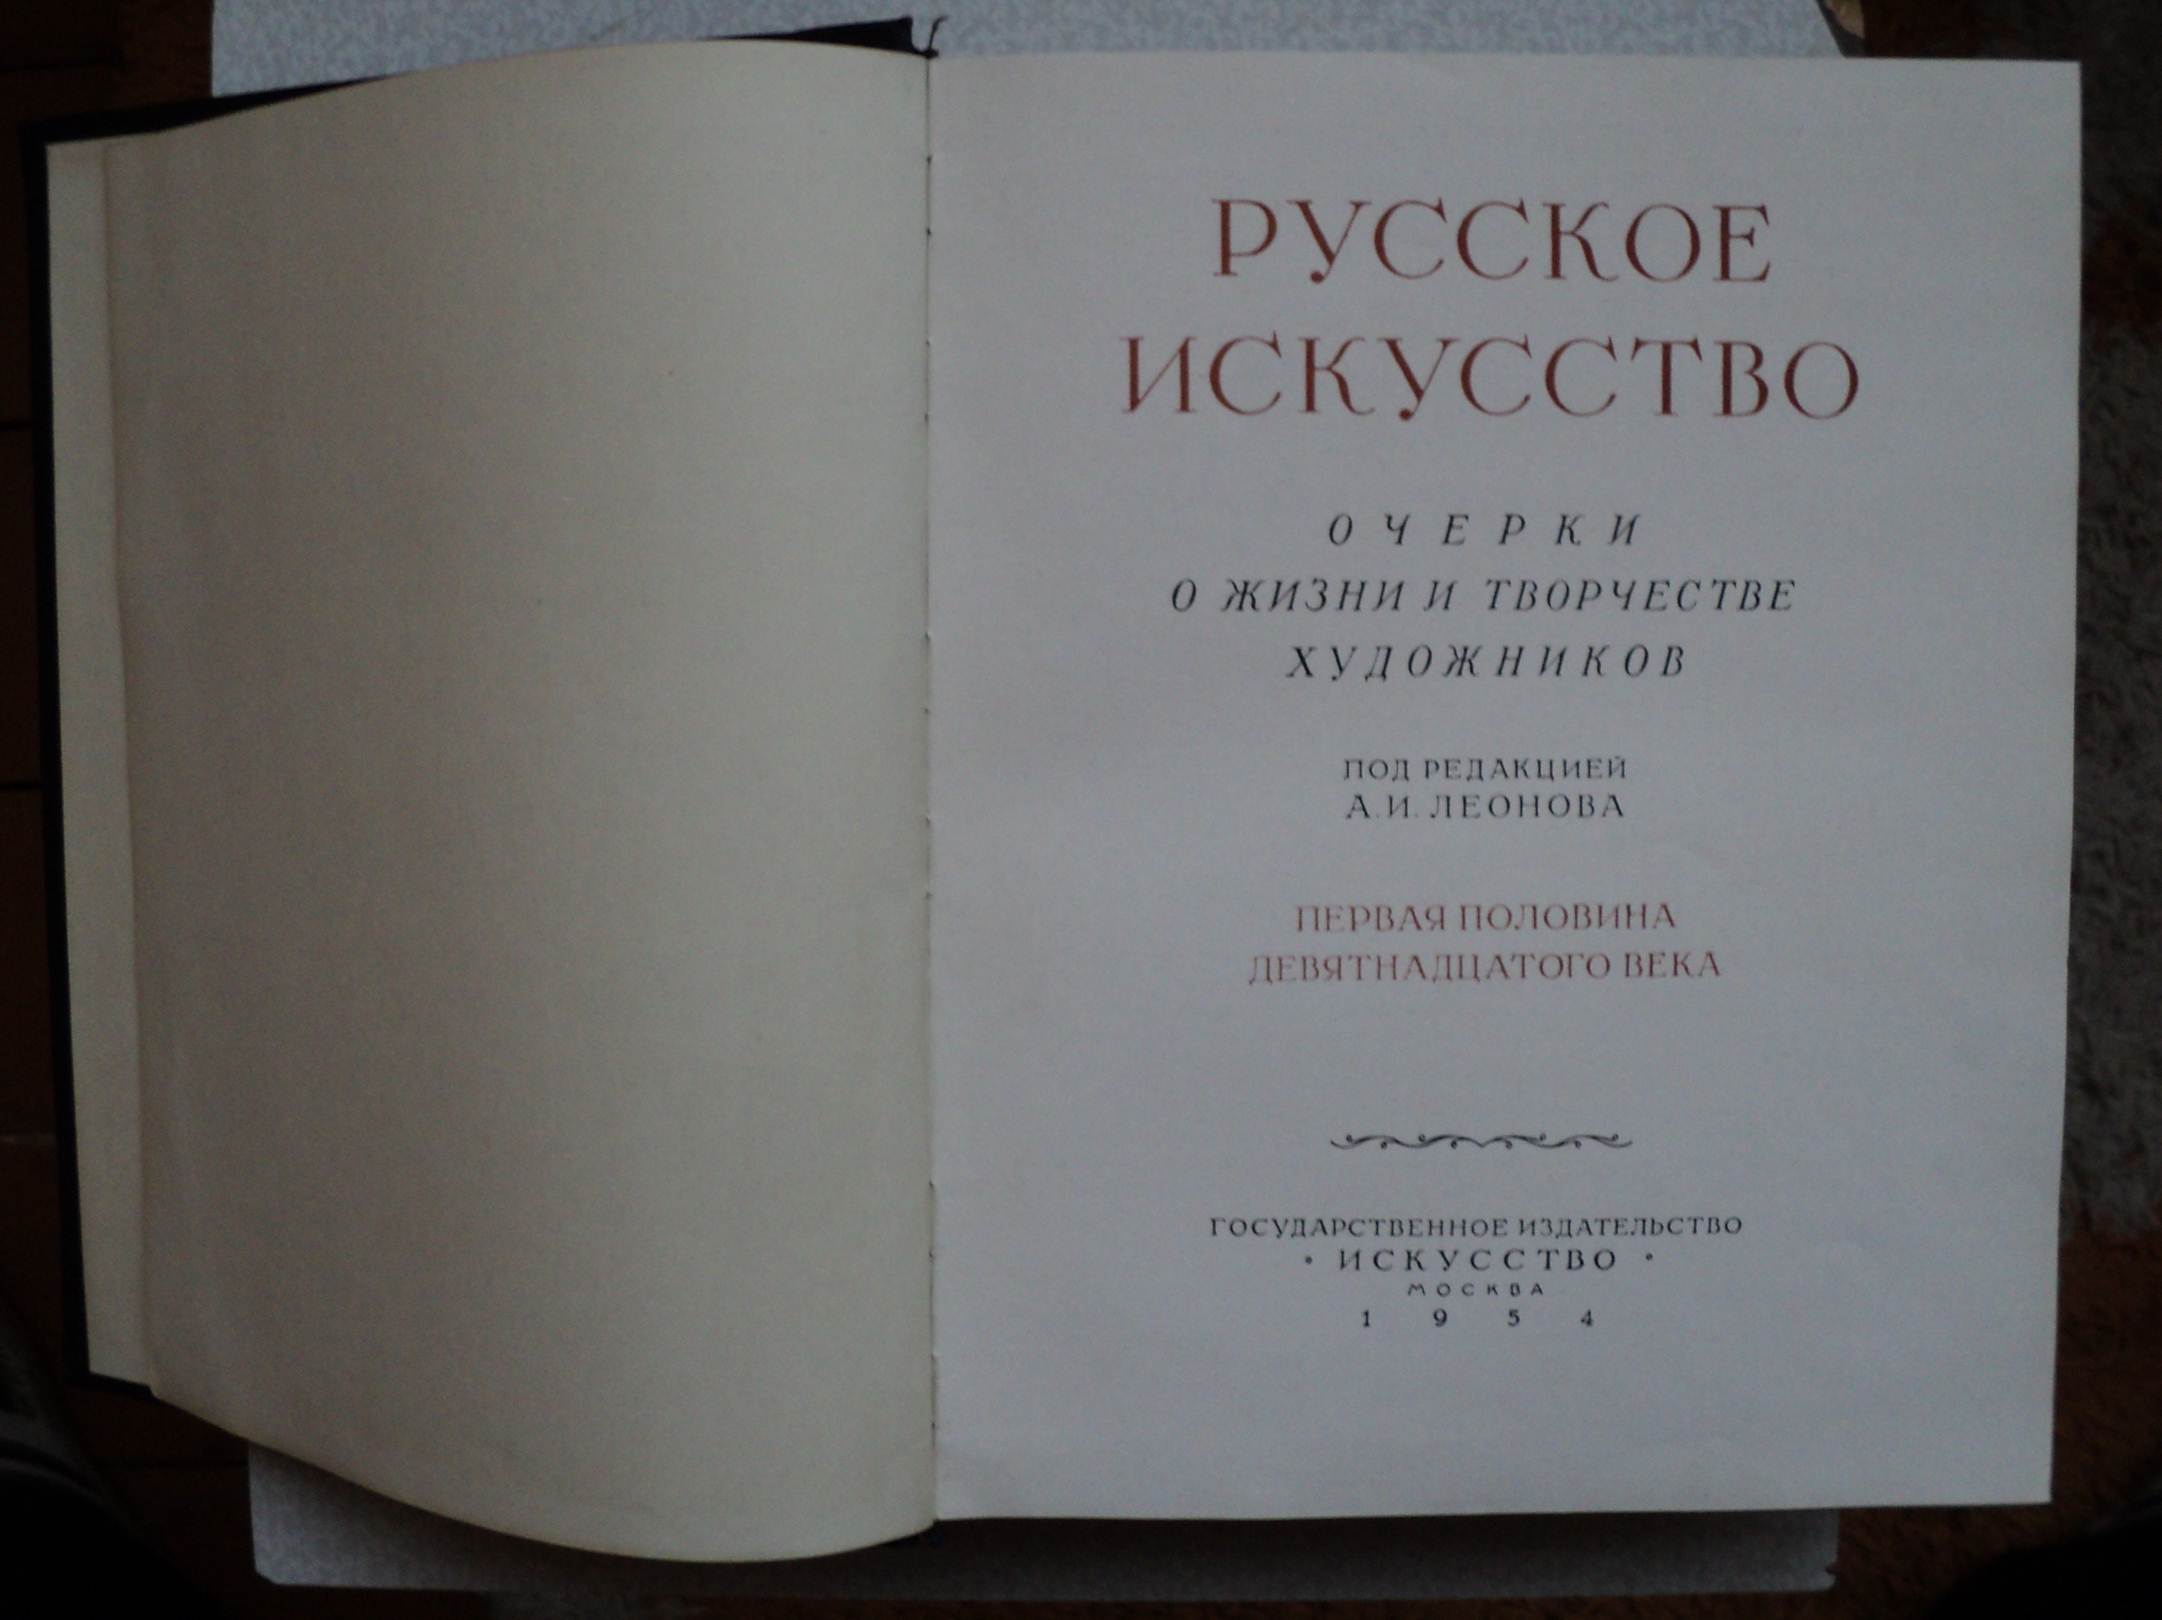 РУССКОЕ
ИСКУССТВО
ОЧЕРКИ
О ЖИЗНИ И ТВОРЧЕСТВЕ
ХУДОЖНИКОВ
ПОД РЕДАКЦИЕЙ
А.И. ЛЕОНОВА
ПЕРВАЯ ПОЛОВИНА
ДЕВЯТНАДЦАТОГО ВЕКА
ГОСУДАРСТВЕННОЕ ИЗДАТЕЛЬСТВО
• ИСКУССТВО •
МОСКВА
1954